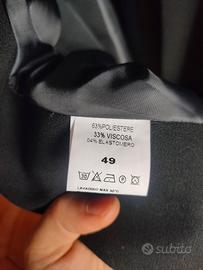 63%POLIESTERE
33% VISCOSA
04% ELASTOMERO
49
LAVAGGIO MAX 30°C
subito